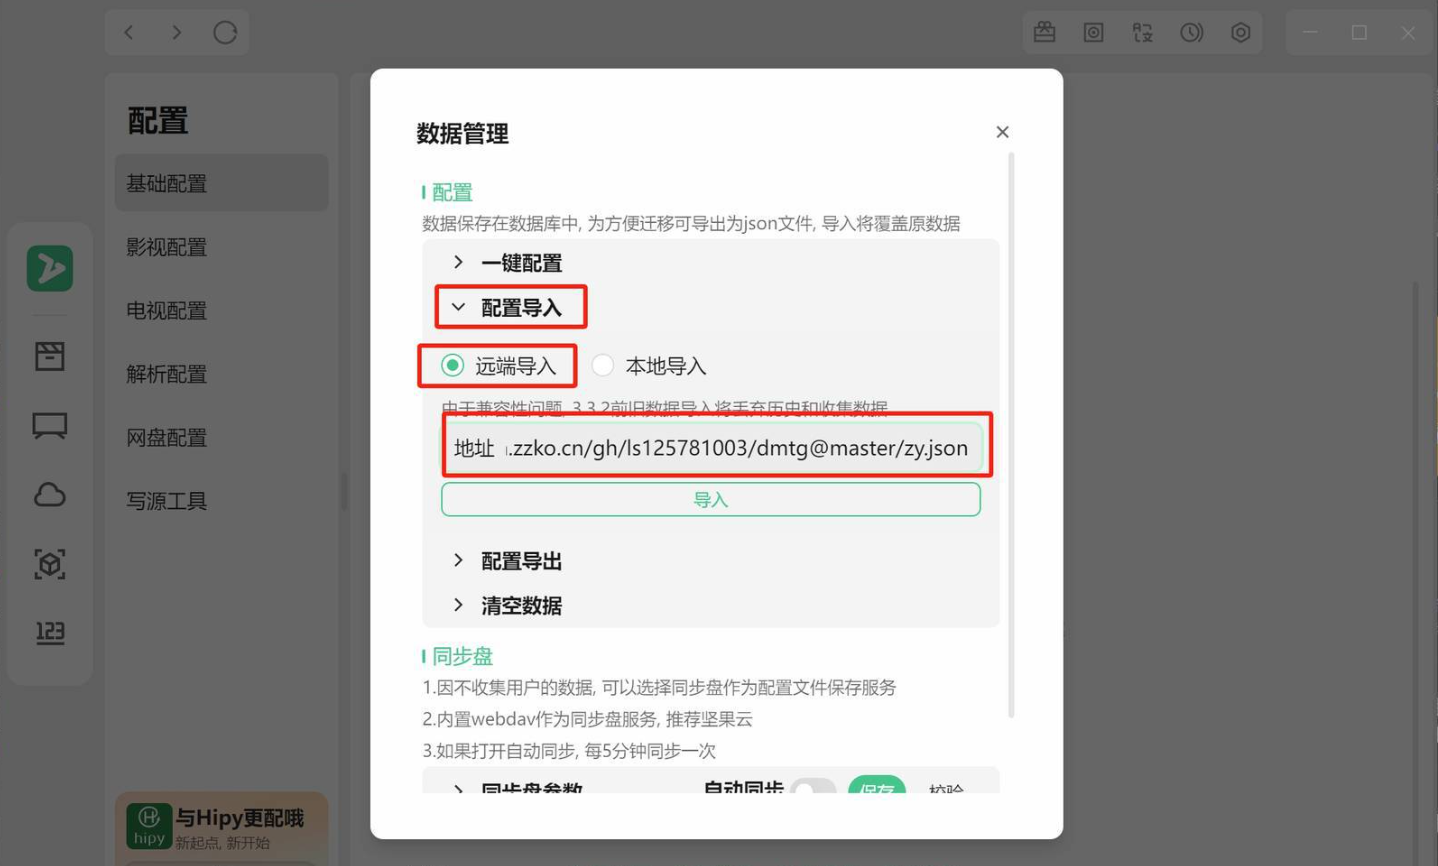 配置
基础配置
影视配置
电视配置
解析配置
网盘配置
写源工具
123
与Hipy更配哦
hipy
新起点, 新开始
数据管理
配置
数据保存在数据库中, 为方便迁移可导出为json文件, 导入将覆盖原数据
一键配置
配置导入
远端导入 本地导入
由于兼容性问题, 3.3.2前旧数据导入将丢弃历史和收集数据
地址 .zzko.cn/gh/ls125781003/dmtg@master/zy.json
导入
配置导出
清空数据
同步盘
1.因不收集用户的数据, 可以选择同步盘作为配置文件保存服务
2.内置webdav作为同步盘服务, 推荐坚果云
3.如果打开自动同步, 每5分钟同步一次
同步盘参数 自动同步 保存 校验